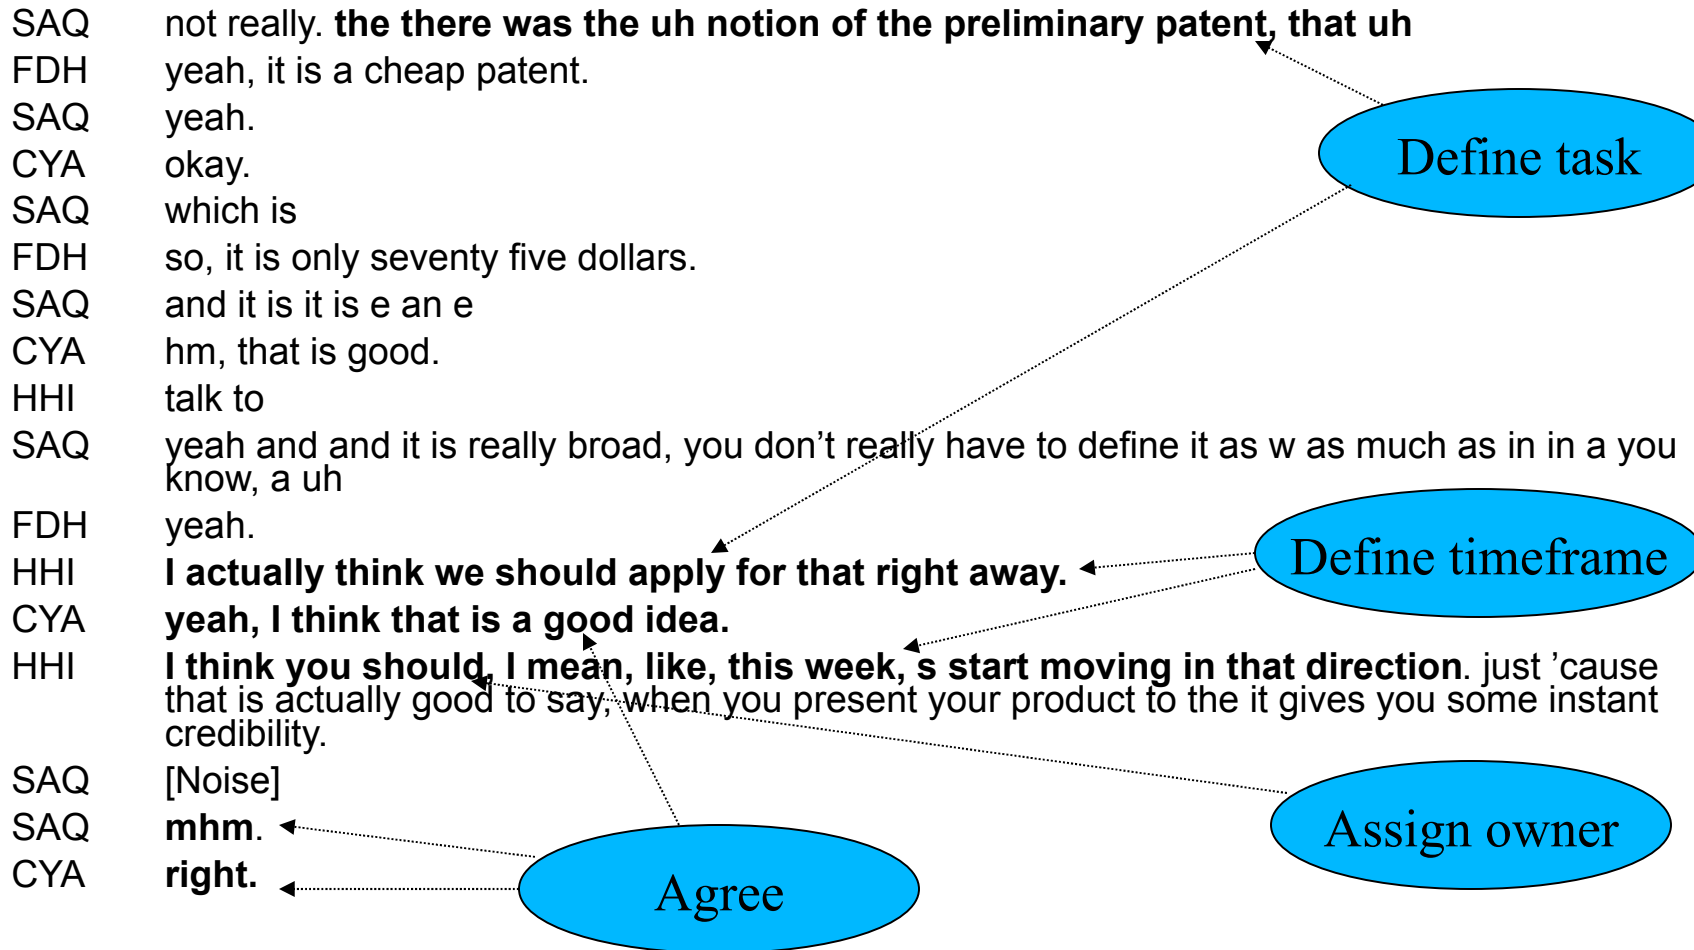 SAQ not really. the there was the uh notion of the preliminary patent, that uh
FDH yeah, it is a cheap patent.
SAQ yeah.
CYA okay.
Define task
SAQ which is
FDH so, it is only seventy five dollars.
SAQ and it is it is e an e
CYA hm, that is good.
HHI talk to
SAQ yeah and and it is really broad, you don’t really have to define it as w as much as in in a you
know, a uh
FDH yeah.
Define timeframe
HHI I actually think we should apply for that right away.
CYA yeah, I think that is a good idea.
HHI I think you should, I mean, like, this week, s start moving in that direction. just ’cause
that is actually good to say, when you present your product to the it gives you some instant
credibility.
SAQ [Noise]
SAQ mhm.
Assign owner
CYA right.
Agree